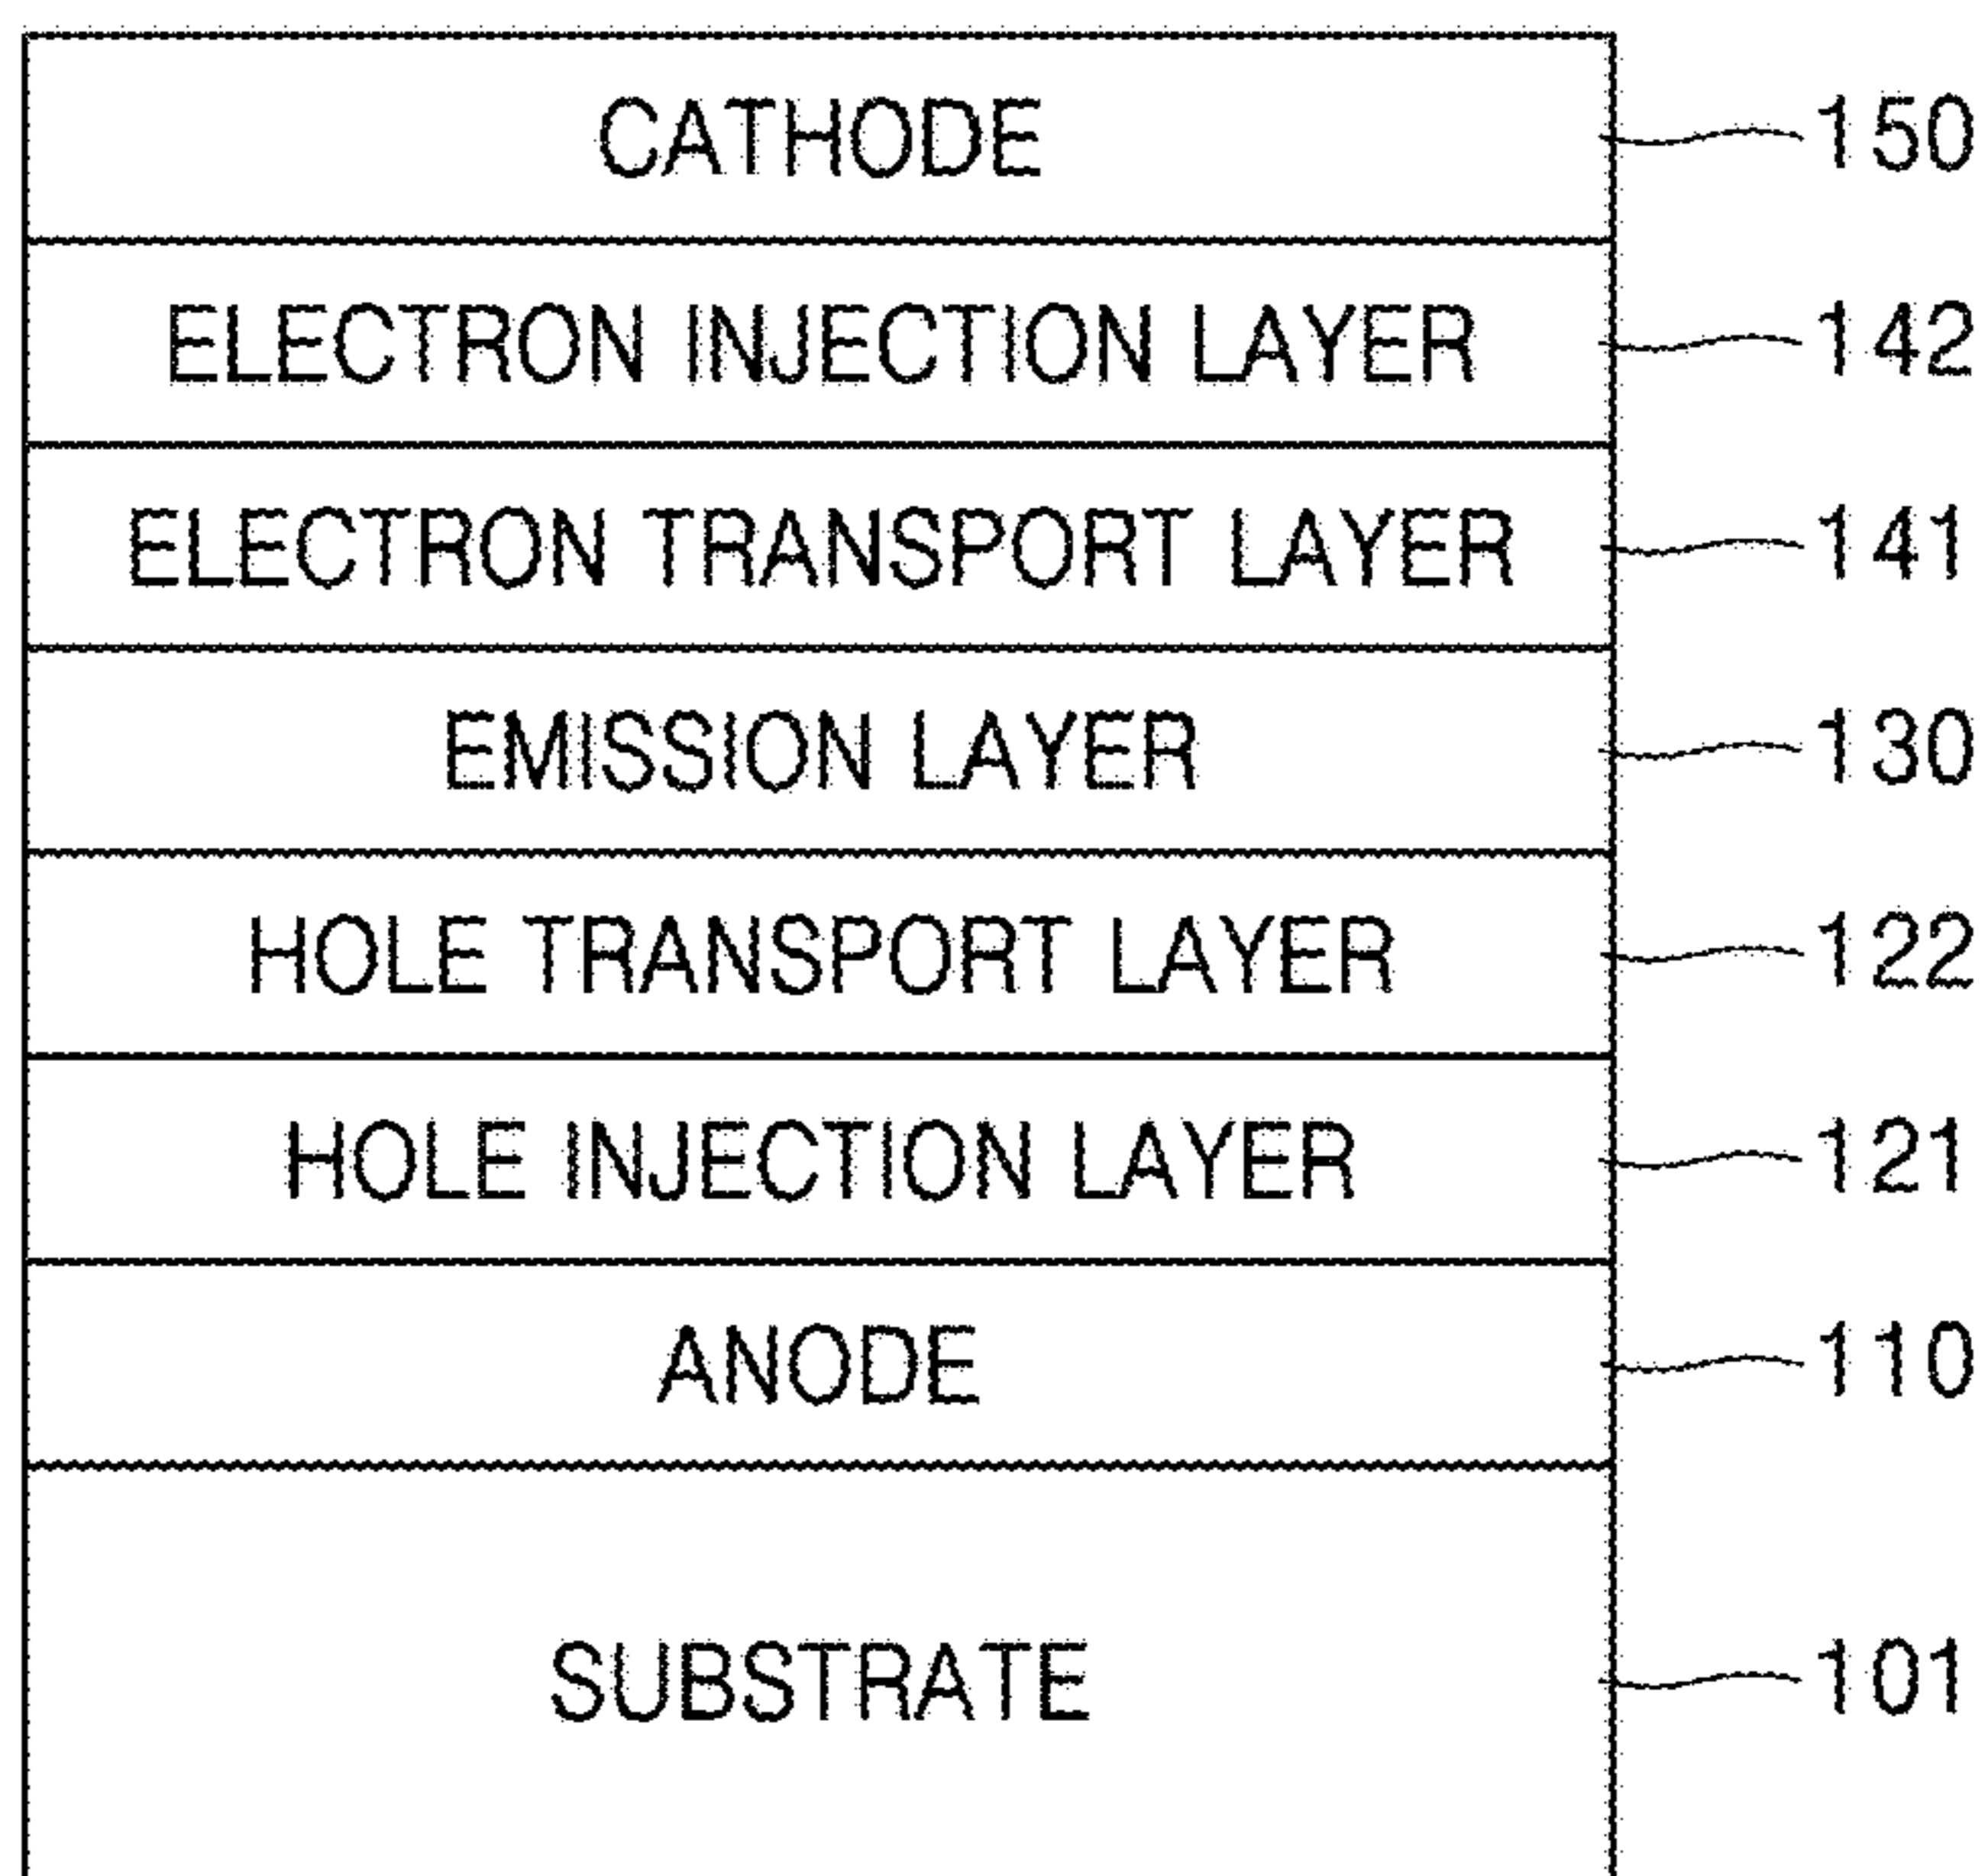 CATHODE 150
ELECTRON INJECTION LAYER 142
ELECTRON TRANSPORT LAYER 141
EMISSION LAYER 130
HOLE TRANSPORT LAYER 122
HOLE INJECTION LAYER 121
ANODE 110
SUBSTRATE 101